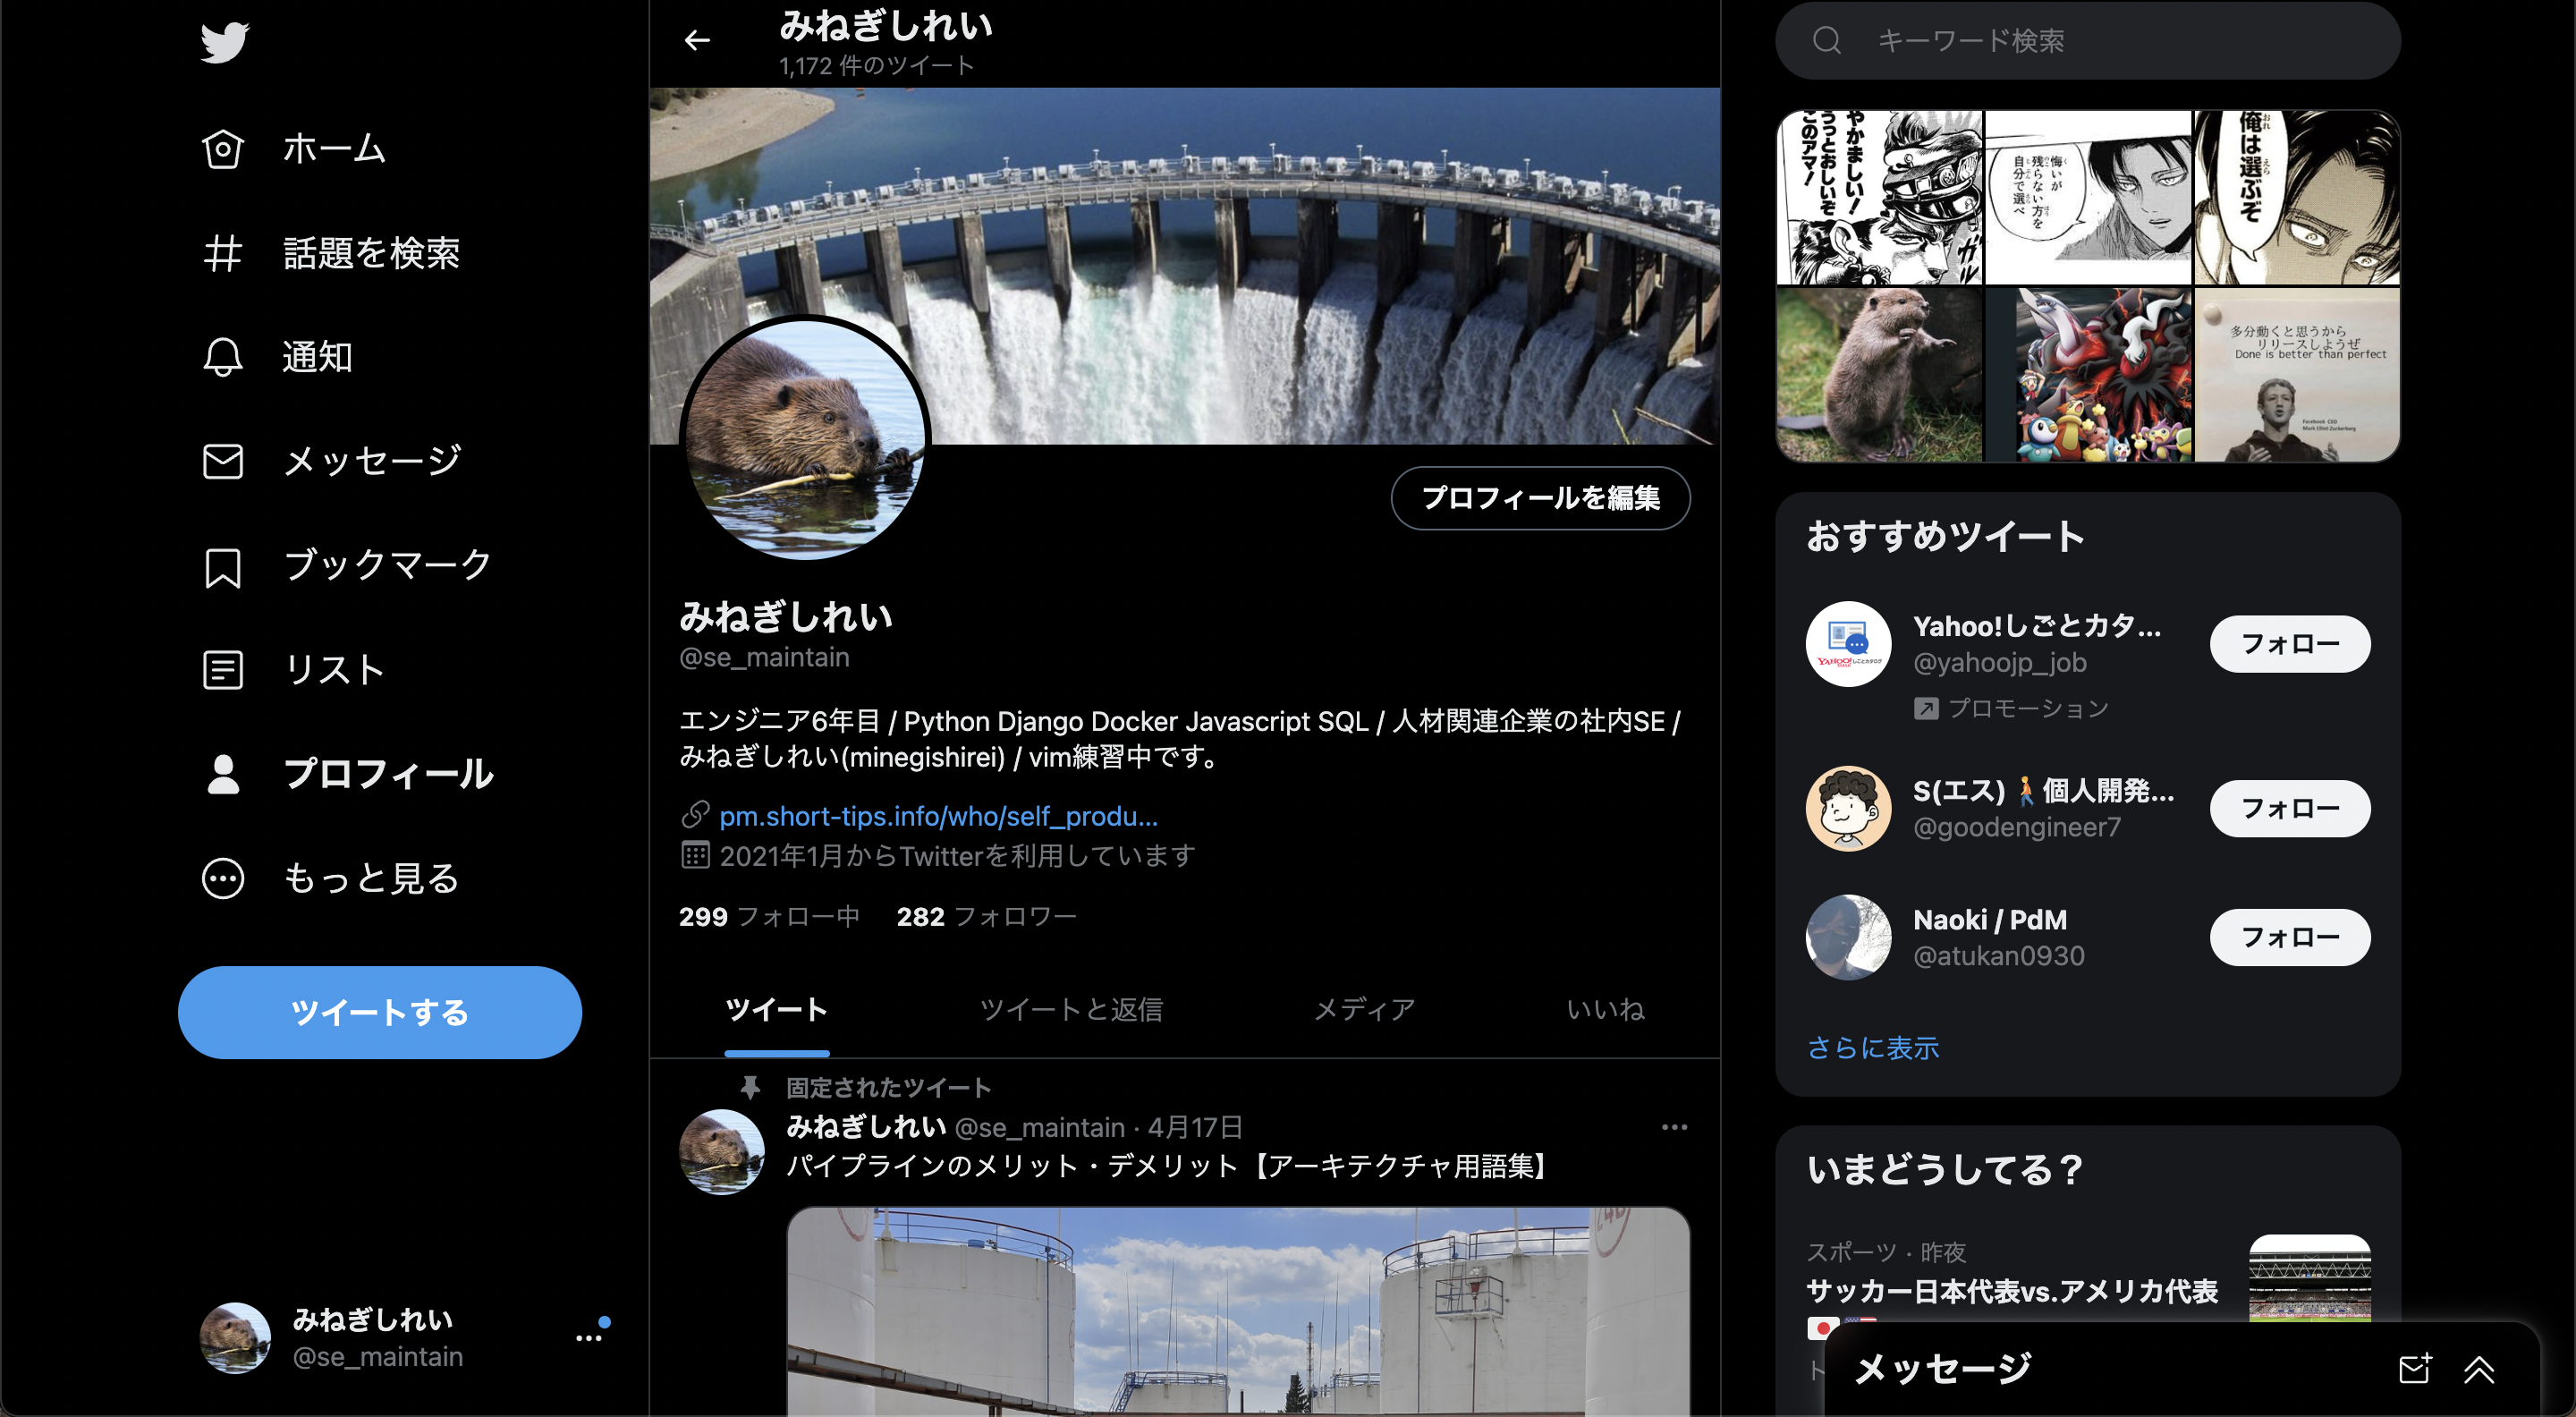 ホーム
話題を検索
通知
メッセージ
ブックマーク
リスト
プロフィール
もっと見る
ツイートする
みねぎしれい
@se_maintain
みねぎしれい
1,172 件のツイート
プロフィールを編集
みねぎしれい
@se_maintain
エンジニア6年目 / Python Django Docker Javascript SQL / 人材関連企業の社内SE /
みねぎしれい(minegishirei) / vim練習中です。
pm.short-tips.info/who/self_produ...
2021年1月からTwitterを利用しています
299 フォロー中 282 フォロワー
ツイート ツイートと返信 メディア いいね
固定されたツイート
みねぎしれい @se_maintain · 4月17日
パイプラインのメリット・デメリット【アーキテクチャ用語集】
キーワード検索
やかましい!
うっとおしいぞ
このアマ!
悔いが
残らない方を
自分で選べ
俺は選ぶぞ
多分動くと思うから
リリースしようぜ
Done is better than perfect
Facebook CEO
Mark Elliot Zuckerberg
おすすめツイート
YAHOO!しごとカタログ
Yahoo!しごとカタ...
@yahoojp_job
フォロー
プロモーション
S(エス)🚶個人開発...
@goodengineer7
フォロー
Naoki / PdM
@atukan0930
フォロー
さらに表示
いまどうしてる？
スポーツ · 昨夜
サッカー日本代表vs.アメリカ代表
ト
メッセージ